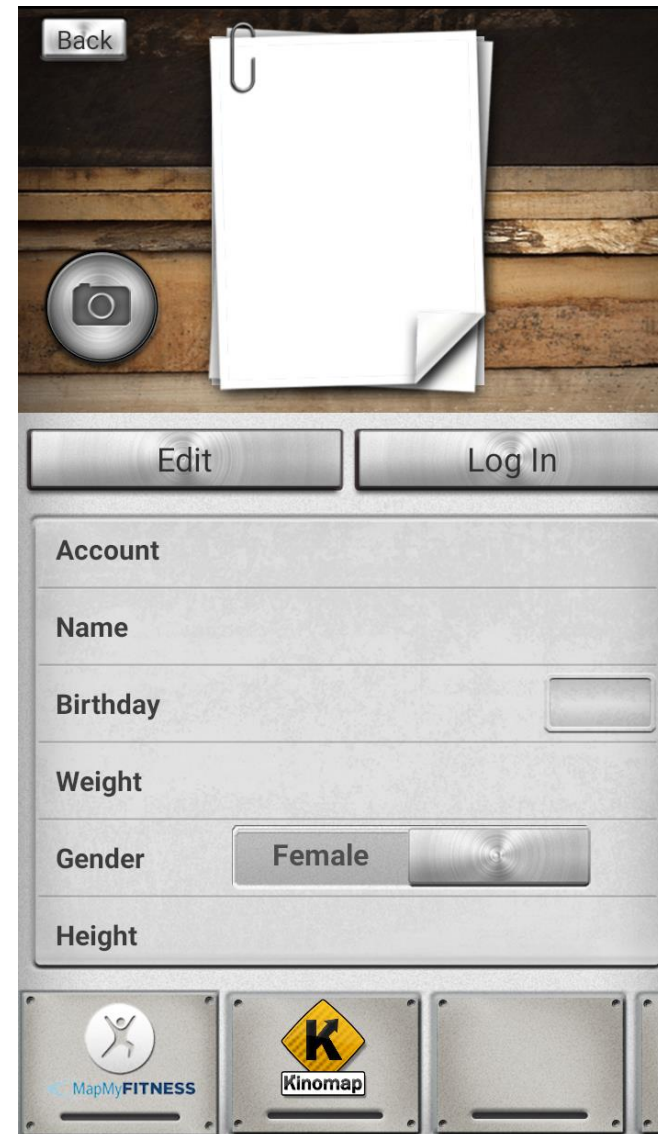 Back
Edit
Log In
Account
Name
Birthday
Weight
Gender
Female
Height
MapMyFITNESS
Kinomap